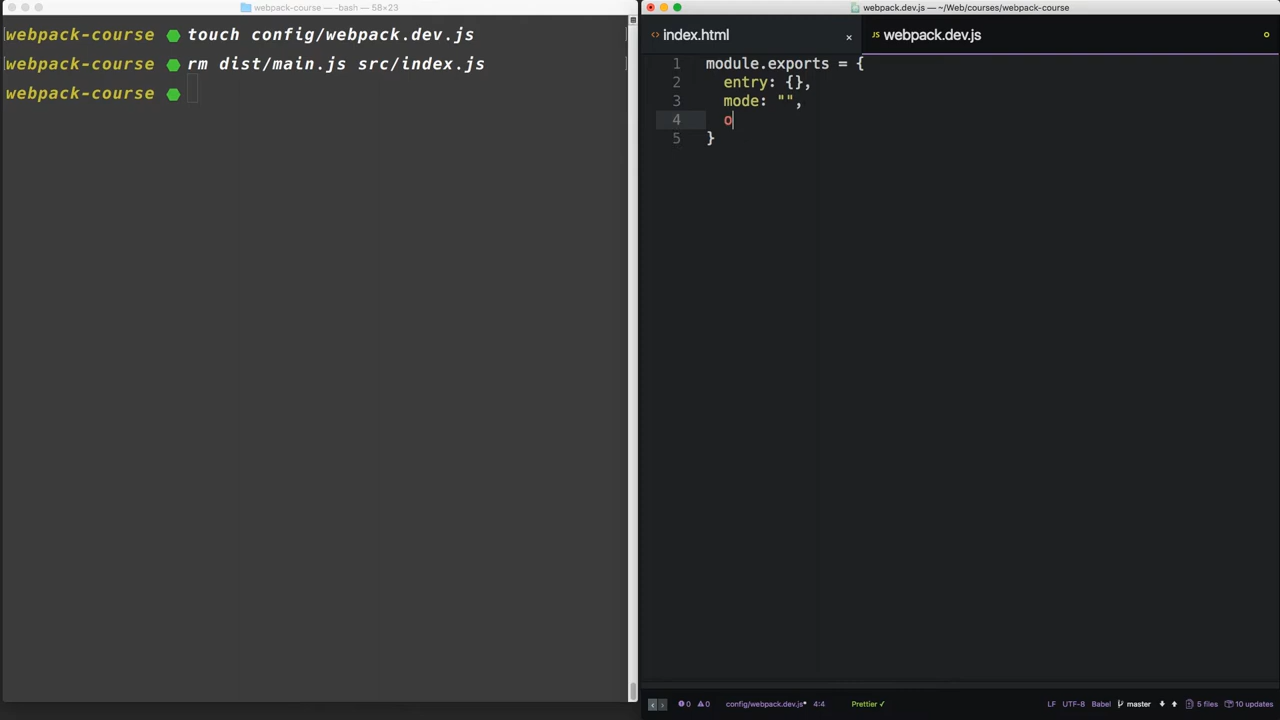 webpack-course — -bash — 58×23
webpack-course touch config/webpack.dev.js
webpack-course rm dist/main.js src/index.js
webpack-course
webpack.dev.js — ~/Web/courses/webpack-course
index.html ×
JS webpack.dev.js
1 module.exports = {
2 entry: {},
3 mode: "",
4 o
5 }
0 0 config/webpack.dev.js* 4:4 Prettier ✓ LF UTF-8 Babel master 5 files 10 updates